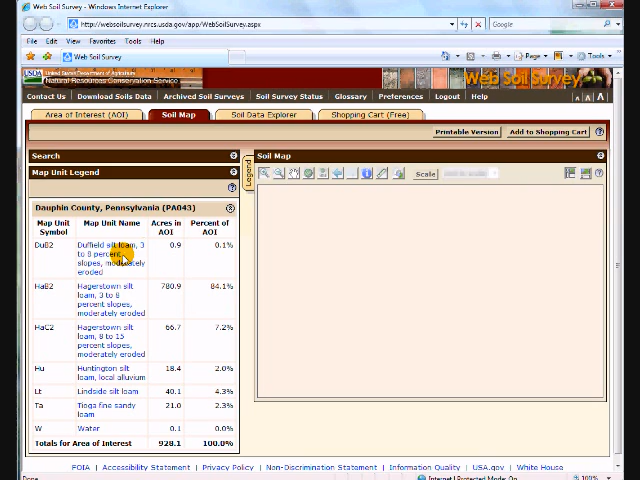 Web Soil Survey - Windows Internet Explorer
http://websoilsurvey.nrcs.usda.gov/app/WebSoilSurvey.aspx
Google
File Edit View Favorites Tools Help
Web Soil Survey
Page Tools
USDA United States Department of Agriculture
Natural Resources Conservation Service
Web Soil Survey
Contact Us Download Soils Data Archived Soil Surveys Soil Survey Status Glossary Preferences Logout Help A A A
Area of Interest (AOI) Soil Map Soil Data Explorer Shopping Cart (Free)
Printable Version Add to Shopping Cart
Search
Map Unit Legend
Legend
Soil Map
Scale
Dauphin County, Pennsylvania (PA043)
Map Unit Symbol Map Unit Name Acres in AOI Percent of AOI
DuB2 Duffield silt loam, 3 0.9 0.1%
to 8 percent
slopes, moderately
eroded
HaB2 Hagerstown silt 780.9 84.1%
loam, 3 to 8
percent slopes,
moderately eroded
HaC2 Hagerstown silt 66.7 7.2%
loam, 8 to 15
percent slopes,
moderately eroded
Hu Huntington silt 18.4 2.0%
loam, local alluvium
Lt Lindside silt loam 40.1 4.3%
Ta Tioga fine sandy 21.0 2.3%
loam
W Water 0.1 0.0%
Totals for Area of Interest 928.1 100.0%
FOIA | Accessibility Statement | Privacy Policy | Non-Discrimination Statement | Information Quality | USA.gov | White House
Done Internet | Protected Mode: On 100%